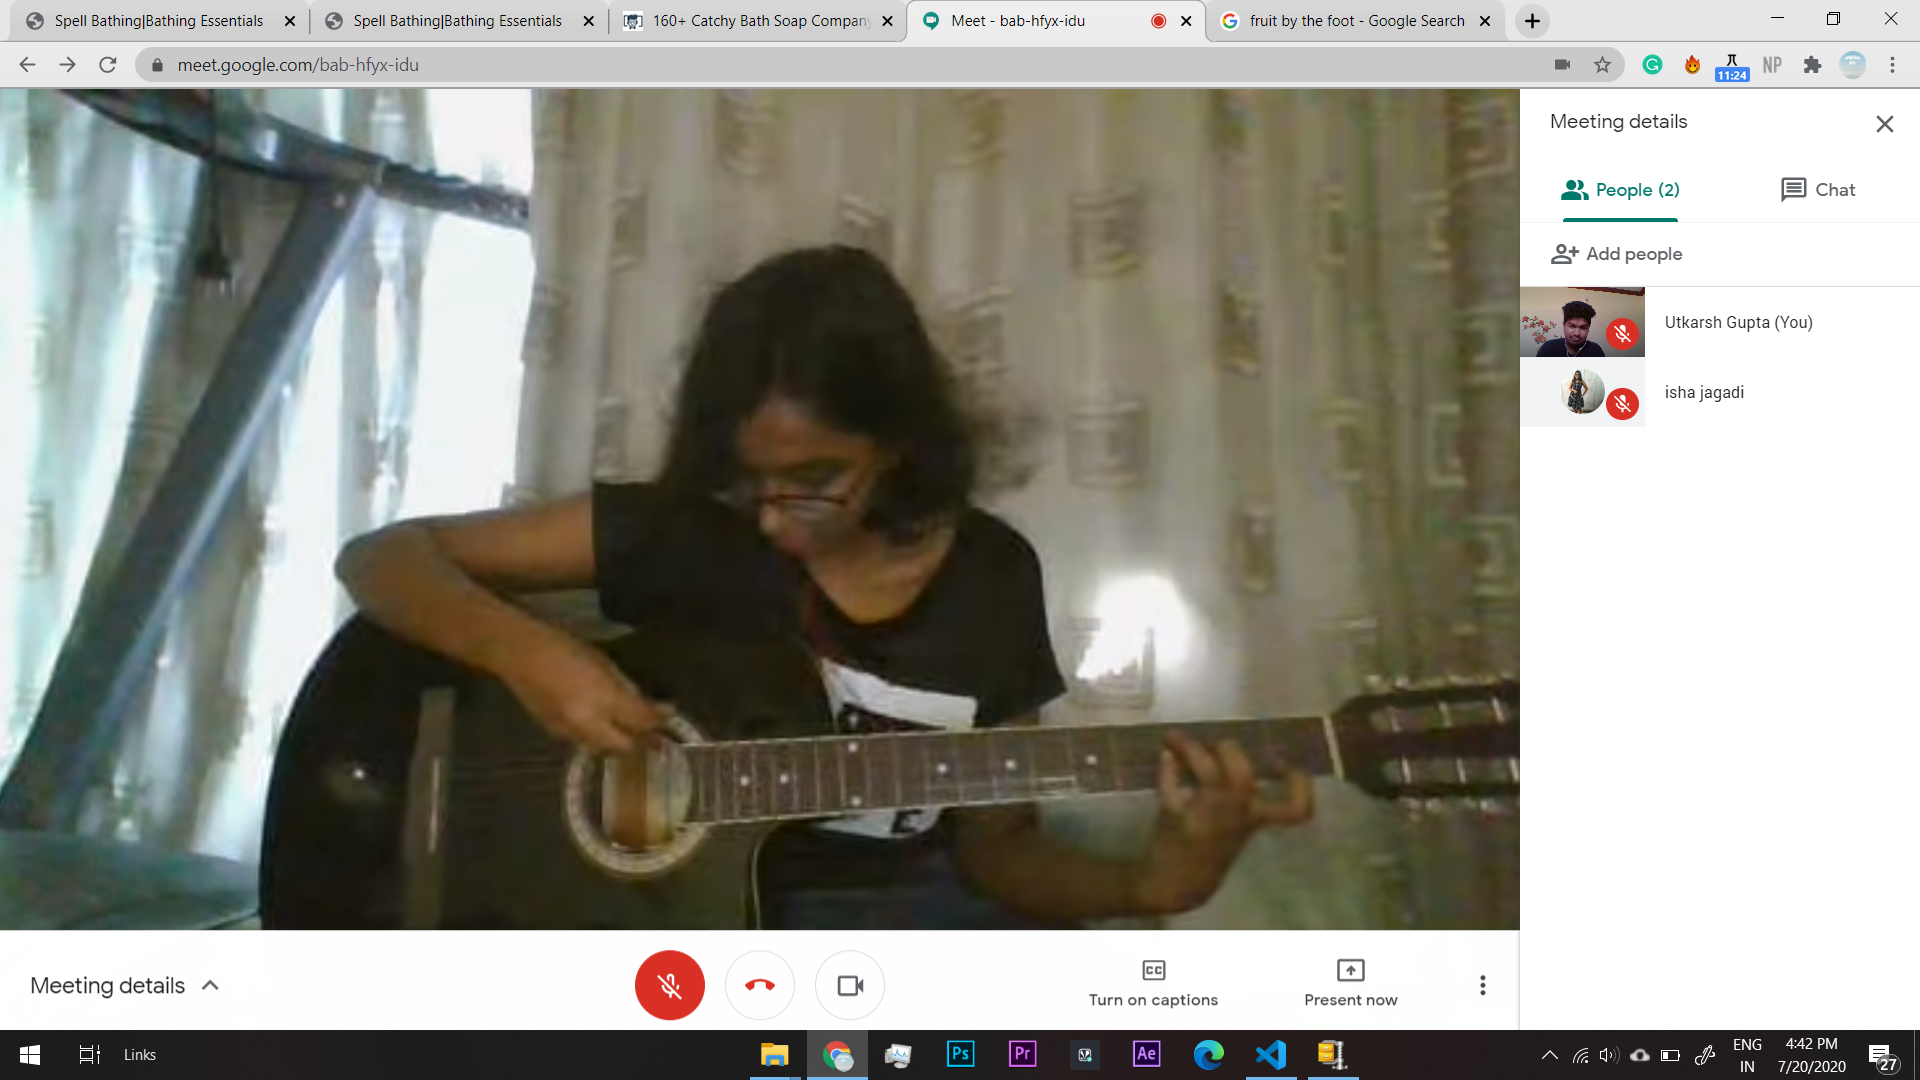 Spell Bathing|Bathing Essentials
Spell Bathing|Bathing Essentials
160+ Catchy Bath Soap Company
Meet - bab-hfyx-idu
fruit by the foot - Google Search
meet.google.com/bab-hfyx-idu
11:24
NP
Meeting details
People (2)
Chat
Add people
Utkarsh Gupta (You)
isha jagadi
E
Meeting details
CC
Turn on captions
Present now
Links
Ps
Pr
Ae
ENG
IN
4:42 PM
7/20/2020
27